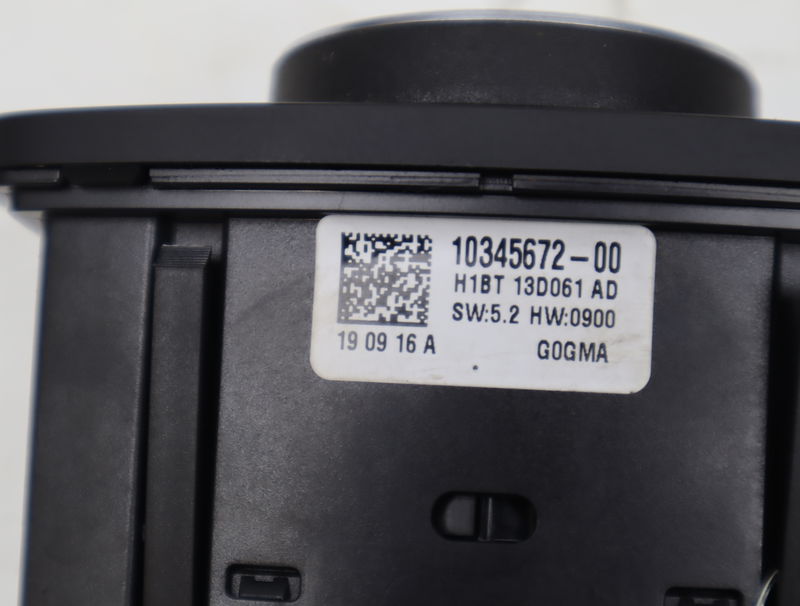 10345672-00
H1BT 13D061 AD
SW:5.2 HW:0900
19 09 16 A
G0GMA